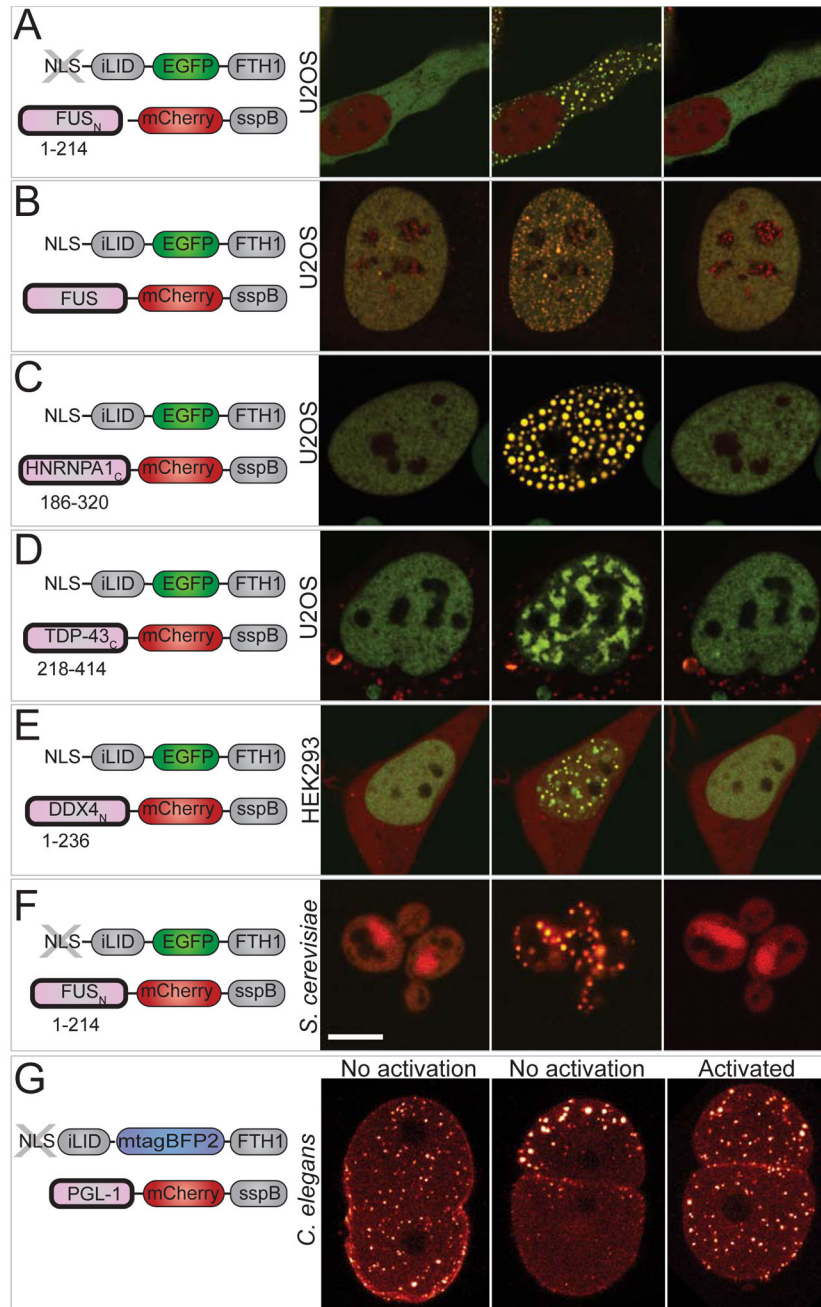 A
NLS iLID EGFP FTH1
FUSN mCherry sspB
1-214
U2OS
B
NLS iLID EGFP FTH1
FUS mCherry sspB
U2OS
C
NLS iLID EGFP FTH1
HNRNPA1C mCherry sspB
186-320
U2OS
D
NLS iLID EGFP FTH1
TDP-43C mCherry sspB
218-414
U2OS
E
NLS iLID EGFP FTH1
DDX4N mCherry sspB
1-236
HEK293
F
NLS iLID EGFP FTH1
FUSN mCherry sspB
1-214
S. cerevisiae
G
No activation No activation Activated
NLS iLID mtagBFP2 FTH1
PGL-1 mCherry sspB
C. elegans